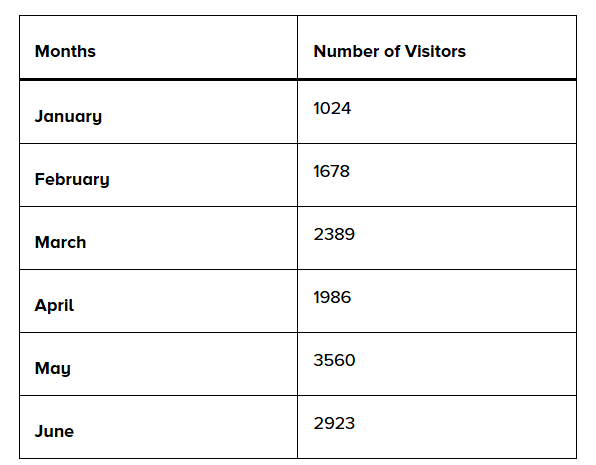 Months Number of Visitors
January 1024
February 1678
March 2389
April 1986
May 3560
June 2923